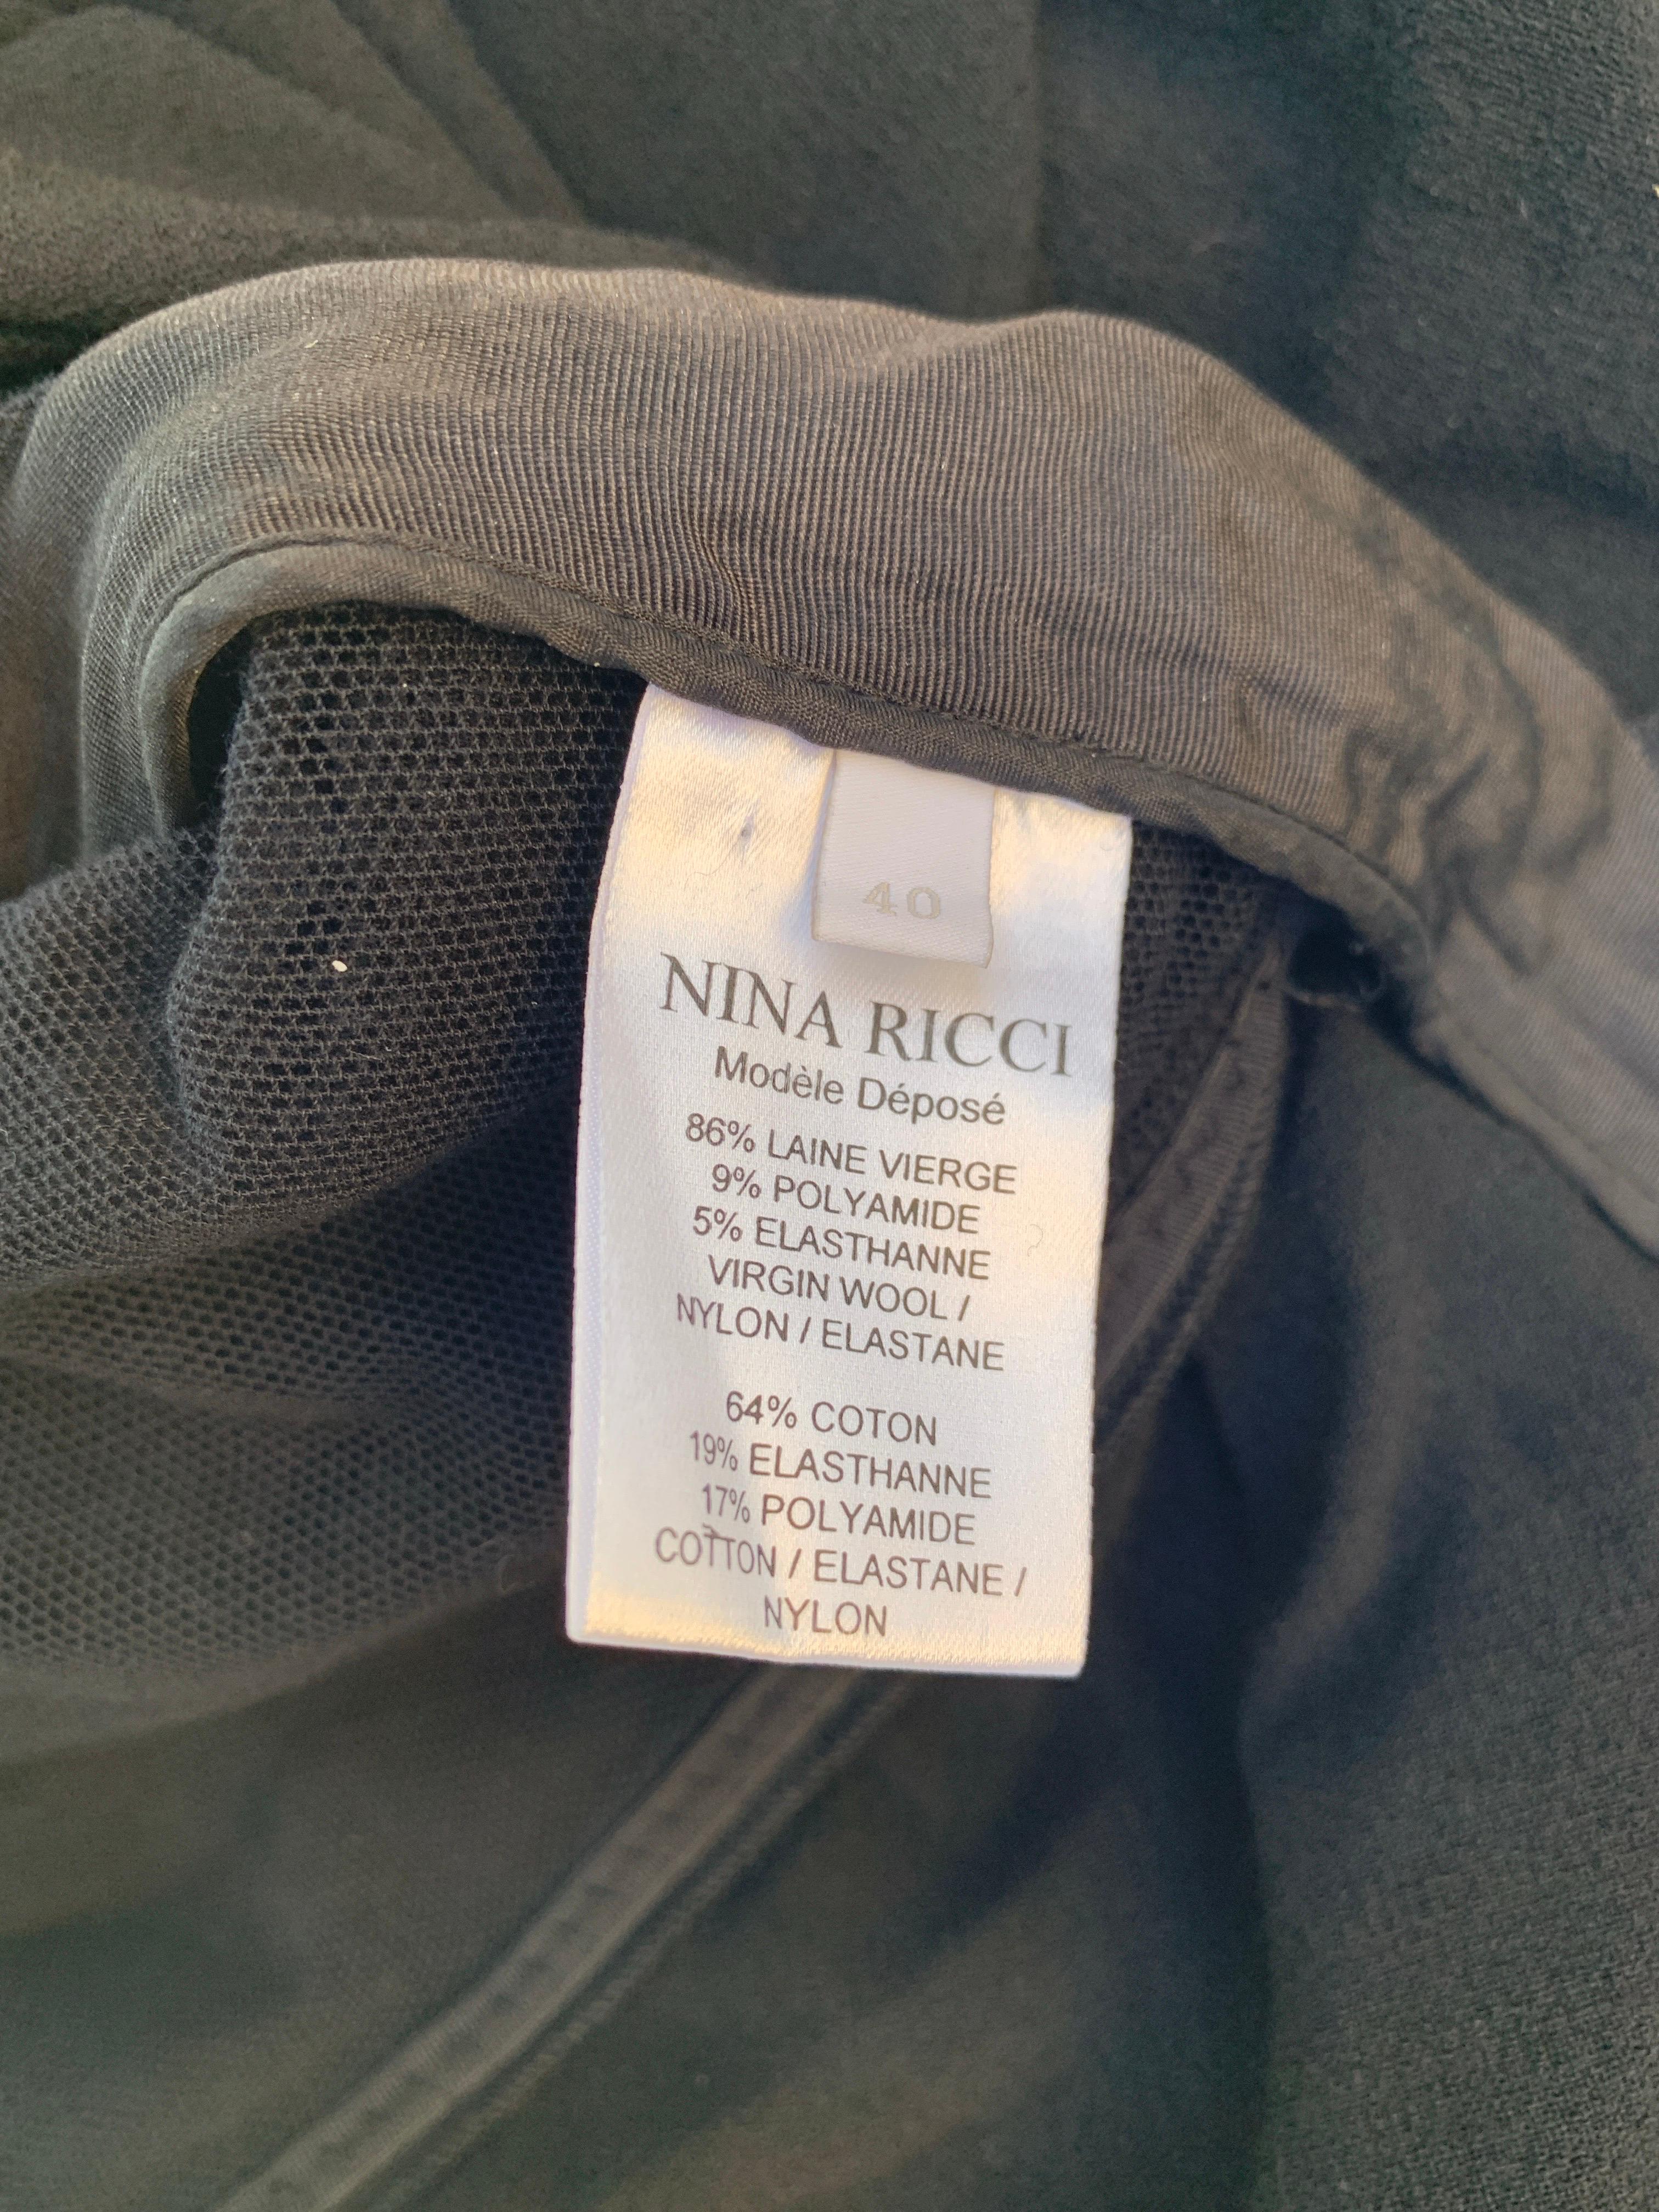 40
NINA RICCI
Modèle Déposé
86% LAINE VIERGE
9% POLYAMIDE
5% ELASTHANNE
VIRGIN WOOL /
NYLON / ELASTANE
64% COTON
19% ELASTHANNE
17% POLYAMIDE
COTTON / ELASTANE /
NYLON